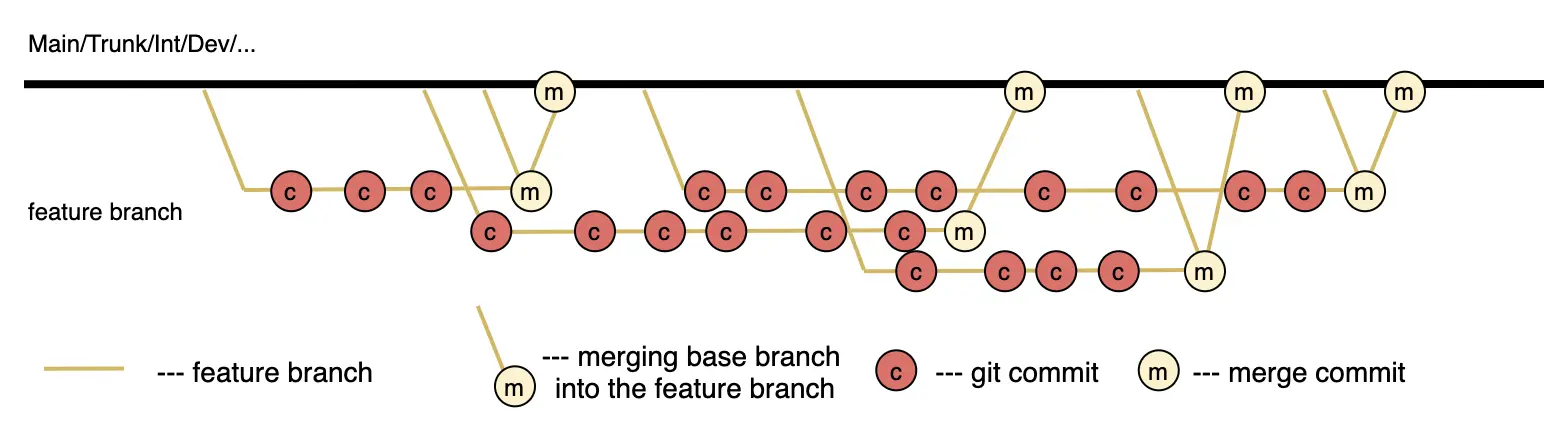 Main/Trunk/Int/Dev/...
m m m m
c c c m c c c c c c c c m
feature branch
c c c c c c m
c c c c m
--- feature branch
m --- merging base branch
into the feature branch
c --- git commit
m --- merge commit